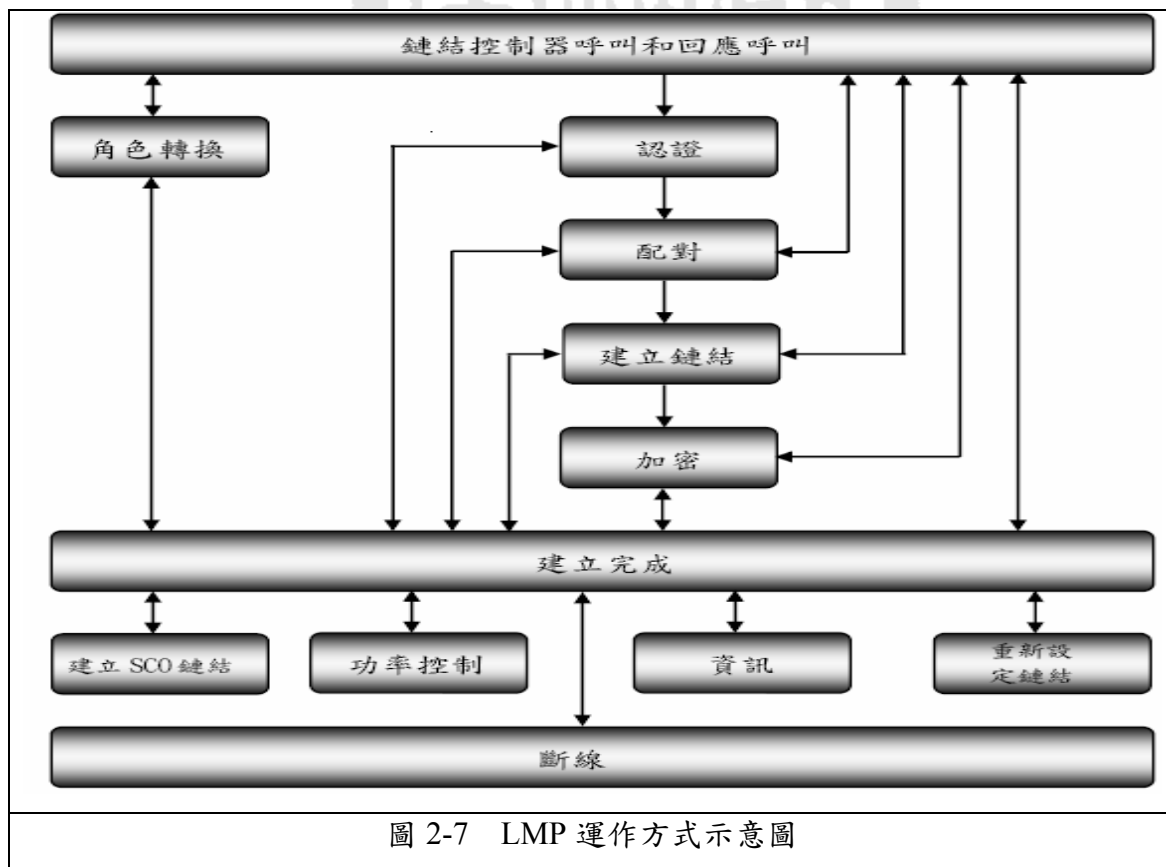 鏈結控制器呼叫和回應呼叫
角色轉換
認證
配對
建立鏈結
加密
建立完成
建立 SCO 鏈結
功率控制
資訊
重新設
定鏈結
斷線
圖 2-7 LMP 運作方式示意圖